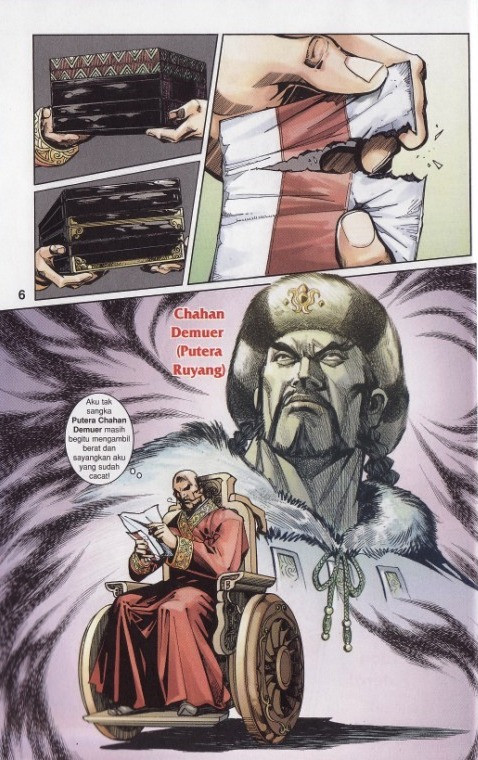 6
Chahan
Demuer
(Putera
Ruyang)
Aku tak
sangka
Putera Chahan
Demuer masih
begitu mengambil
berat dan
sayangkan aku
yang sudah
cacat!